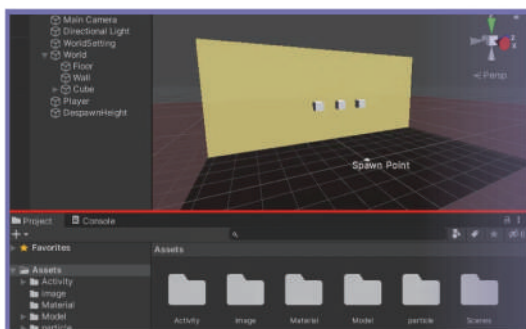 Main Camera
Directional Light
WorldSetting
World
Floor
Wall
Cube
Player
DespawnHeight
Persp
Spawn Point
Project
Console
Favorites
Assets
Assets
Activity
Image
Material
Model
particle
Activity
Image
Material
Model
particle
Scenes